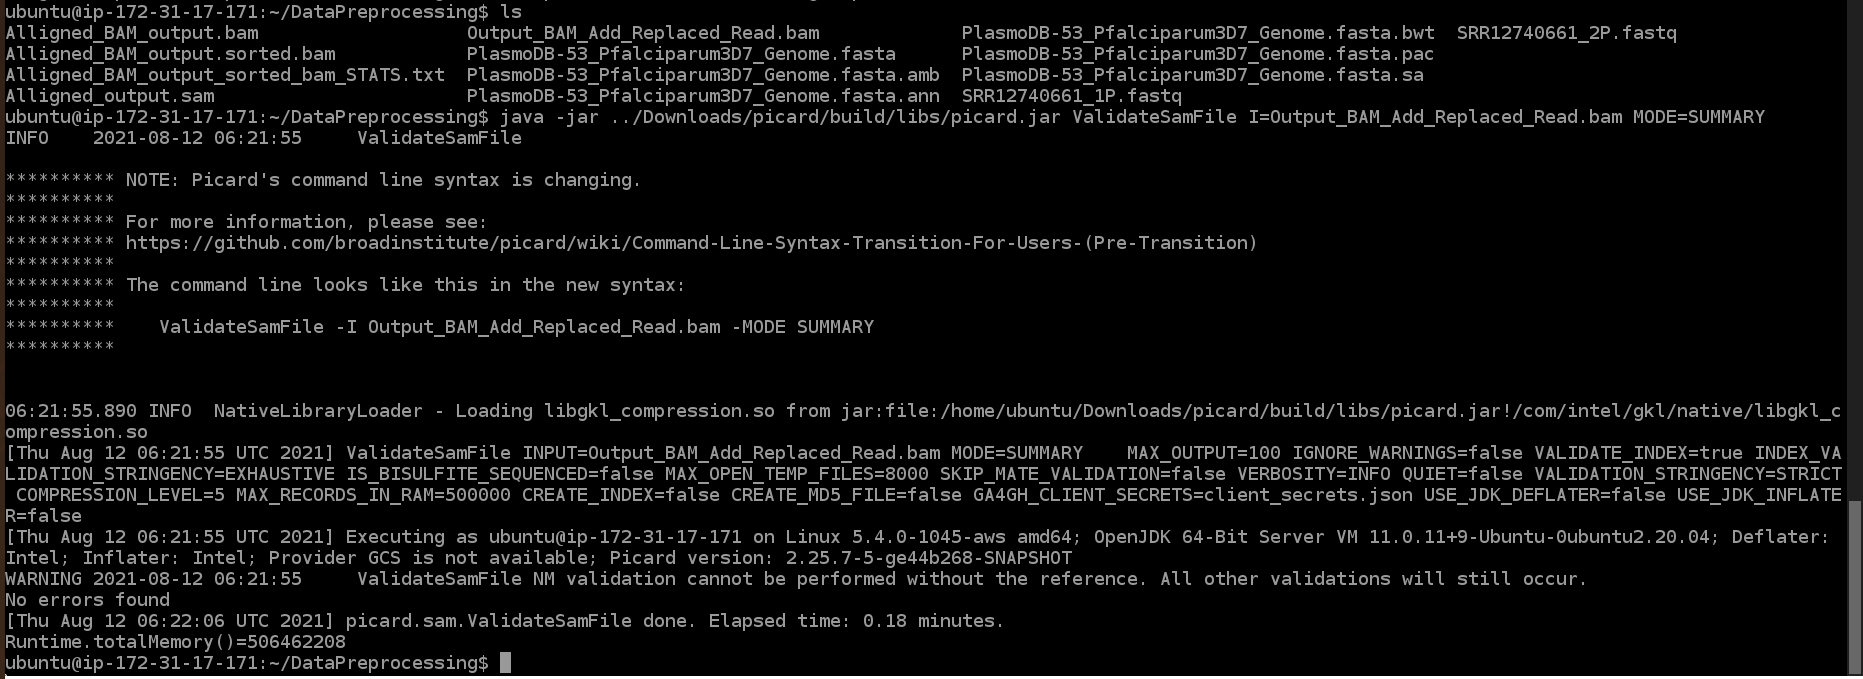 ubuntu@ip-172-31-17-171:~/DataPreprocessing$ ls
Alligned_BAM_output.bam                   Output_BAM_Add_Replaced_Read.bam             PlasmoDB-53_Pfalciparum3D7_Genome.fasta.bwt  SRR12740661_2P.fastq
Alligned_BAM_output.sorted.bam            PlasmoDB-53_Pfalciparum3D7_Genome.fasta      PlasmoDB-53_Pfalciparum3D7_Genome.fasta.pac
Alligned_BAM_output_sorted_bam_STATS.txt  PlasmoDB-53_Pfalciparum3D7_Genome.fasta.amb  PlasmoDB-53_Pfalciparum3D7_Genome.fasta.sa
Alligned_output.sam                       PlasmoDB-53_Pfalciparum3D7_Genome.fasta.ann  SRR12740661_1P.fastq
ubuntu@ip-172-31-17-171:~/DataPreprocessing$ java -jar ../Downloads/picard/build/libs/picard.jar ValidateSamFile I=Output_BAM_Add_Replaced_Read.bam MODE=SUMMARY
INFO    2021-08-12 06:21:55     ValidateSamFile
********** NOTE: Picard's command line syntax is changing.
**********
********** For more information, please see:
********** https://github.com/broadinstitute/picard/wiki/Command-Line-Syntax-Transition-For-Users-(Pre-Transition)
**********
********** The command line looks like this in the new syntax:
**********
**********    ValidateSamFile -I Output_BAM_Add_Replaced_Read.bam -MODE SUMMARY
**********
06:21:55.890 INFO  NativeLibraryLoader - Loading libgkl_compression.so from jar:file:/home/ubuntu/Downloads/picard/build/libs/picard.jar!/com/intel/gkl/native/libgkl_c
ompression.so
[Thu Aug 12 06:21:55 UTC 2021] ValidateSamFile INPUT=Output_BAM_Add_Replaced_Read.bam MODE=SUMMARY    MAX_OUTPUT=100 IGNORE_WARNINGS=false VALIDATE_INDEX=true INDEX_VA
LIDATION_STRINGENCY=EXHAUSTIVE IS_BISULFITE_SEQUENCED=false MAX_OPEN_TEMP_FILES=8000 SKIP_MATE_VALIDATION=false VERBOSITY=INFO QUIET=false VALIDATION_STRINGENCY=STRICT
 COMPRESSION_LEVEL=5 MAX_RECORDS_IN_RAM=500000 CREATE_INDEX=false CREATE_MD5_FILE=false GA4GH_CLIENT_SECRETS=client_secrets.json USE_JDK_DEFLATER=false USE_JDK_INFLATE
R=false
[Thu Aug 12 06:21:55 UTC 2021] Executing as ubuntu@ip-172-31-17-171 on Linux 5.4.0-1045-aws amd64; OpenJDK 64-Bit Server VM 11.0.11+9-Ubuntu-0ubuntu2.20.04; Deflater:
Intel; Inflater: Intel; Provider GCS is not available; Picard version: 2.25.7-5-ge44b268-SNAPSHOT
WARNING 2021-08-12 06:21:55     ValidateSamFile NM validation cannot be performed without the reference. All other validations will still occur.
No errors found
[Thu Aug 12 06:22:06 UTC 2021] picard.sam.ValidateSamFile done. Elapsed time: 0.18 minutes.
Runtime.totalMemory()=506462208
ubuntu@ip-172-31-17-171:~/DataPreprocessing$